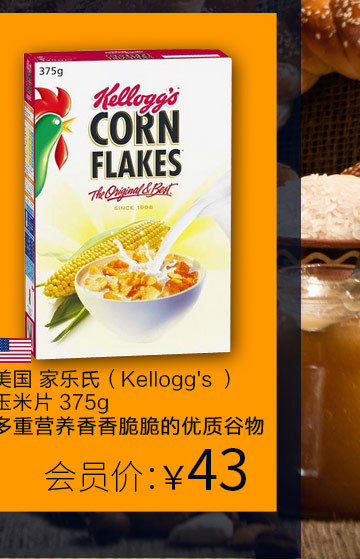 375g
Kellogg's
CORN
FLAKES
The Original & Best
SINCE 1906
美国 家乐氏（Kellogg's ）
玉米片 375g
多重营养香香脆脆的优质谷物
会员价：¥43